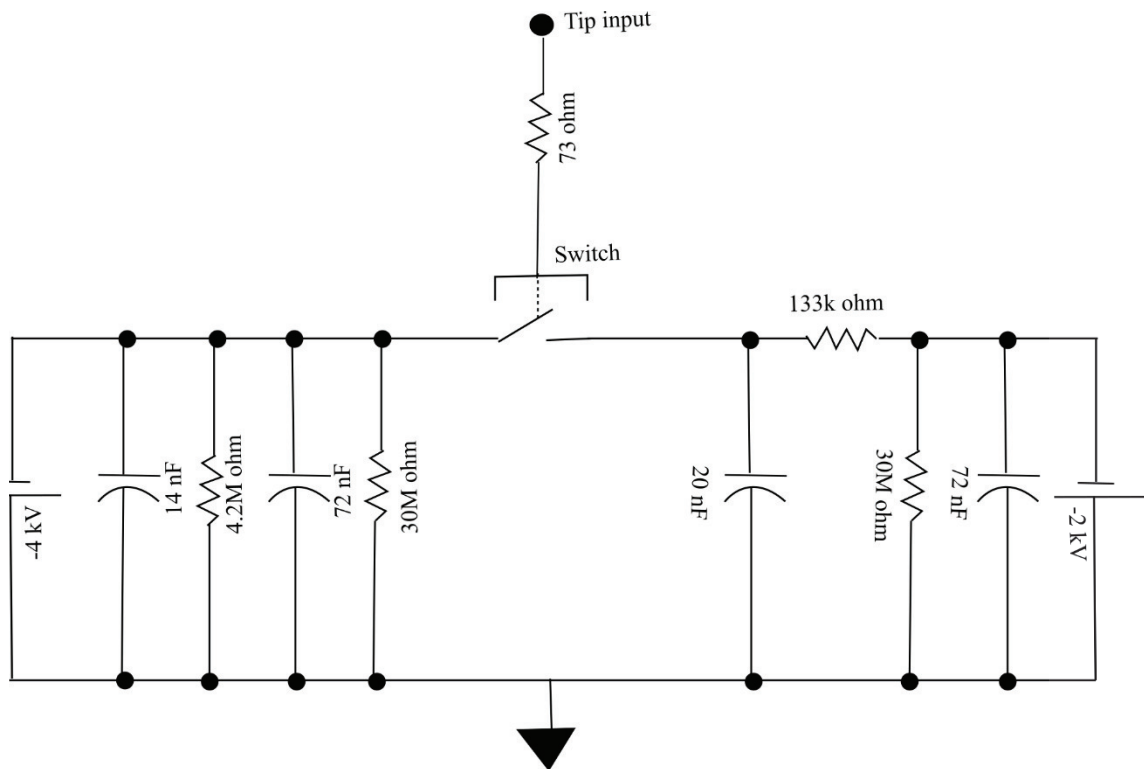 Tip input
73 ohm
Switch
133k ohm
-4 kV
14 nF
4.2M ohm
72 nF
30M ohm
20 nF
30M ohm
72 nF
-2 kV